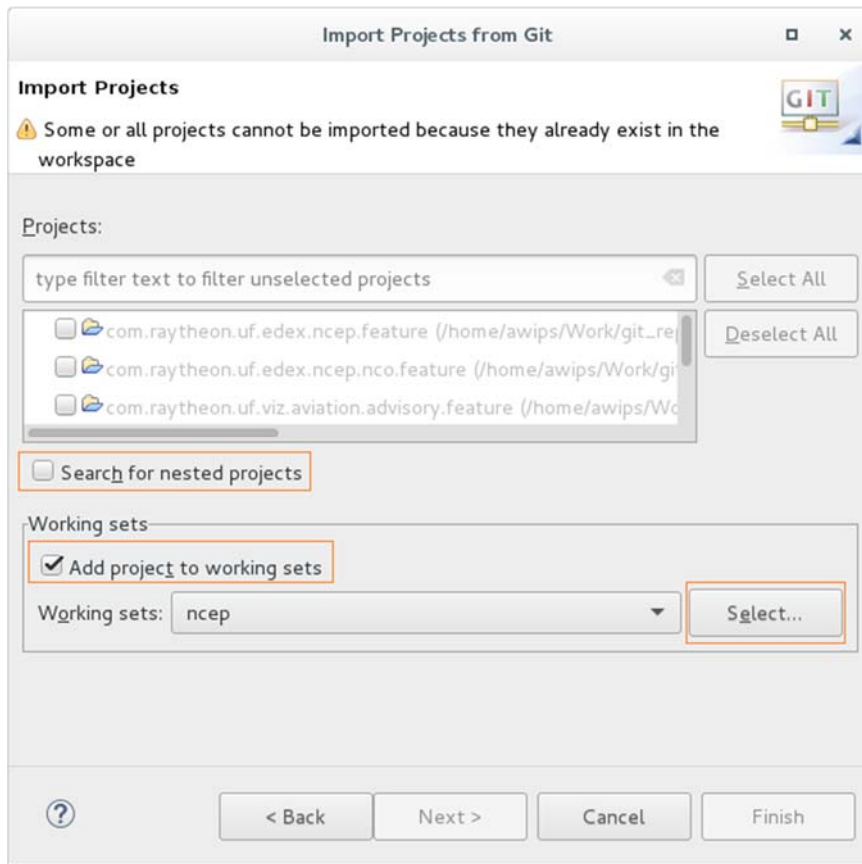 Import Projects from Git
Import Projects
GIT
Some or all projects cannot be imported because they already exist in the
workspace
Projects:
type filter text to filter unselected projects
Select All
com.raytheon.uf.edex.ncep.feature (/home/awips/Work/git_re
Deselect All
com.raytheon.uf.edex.ncep.nco.feature (/home/awips/Work/gi
com.raytheon.uf.viz.aviation.advisory.feature (/home/awips/Wo
Search for nested projects
Working sets
Add project to working sets
Working sets: ncep Select...
? < Back Next > Cancel Finish